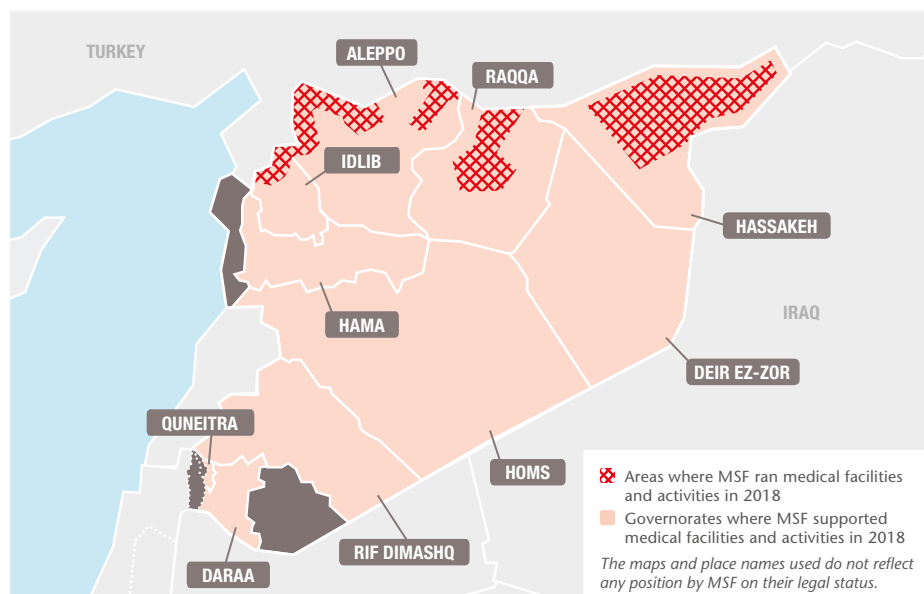 TURKEY
ALEPPO
RAQQA
IDLIB
HASSAKEH
HAMA
IRAQ
DEIR EZ-ZOR
QUNEITRA
HOMS
RIF DIMASHQ
DARAA
Areas where MSF ran medical facilities
and activities in 2018
Governorates where MSF supported
medical facilities and activities in 2018
The maps and place names used do not reflect
any position by MSF on their legal status.